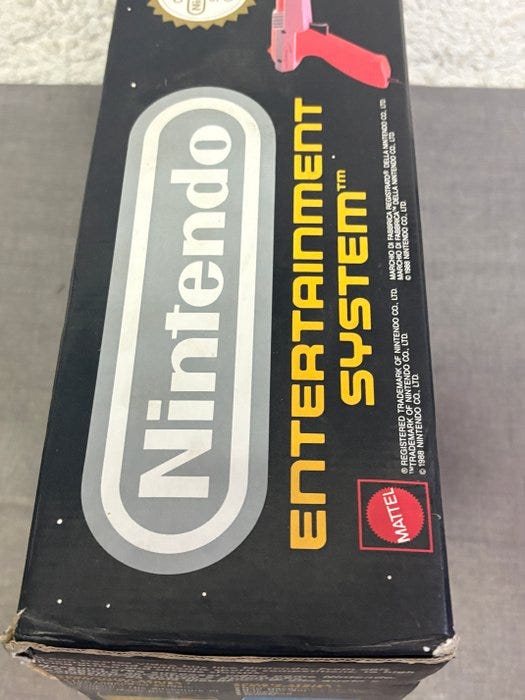 Nintendo
ENTERTAINMENT
SYSTEM™
MARCHIO DI FABBRICA REGISTRATO® DELLA NINTENDO CO., LTD.
MARCHIO DI FABBRICA™ DELLA NINTENDO CO., LTD.
© 1988 NINTENDO CO., LTD.
® REGISTERED TRADEMARK OF NINTENDO CO., LTD.
™TRADEMARK OF NINTENDO CO., LTD.
© 1988 NINTENDO CO., LTD.
MATTEL